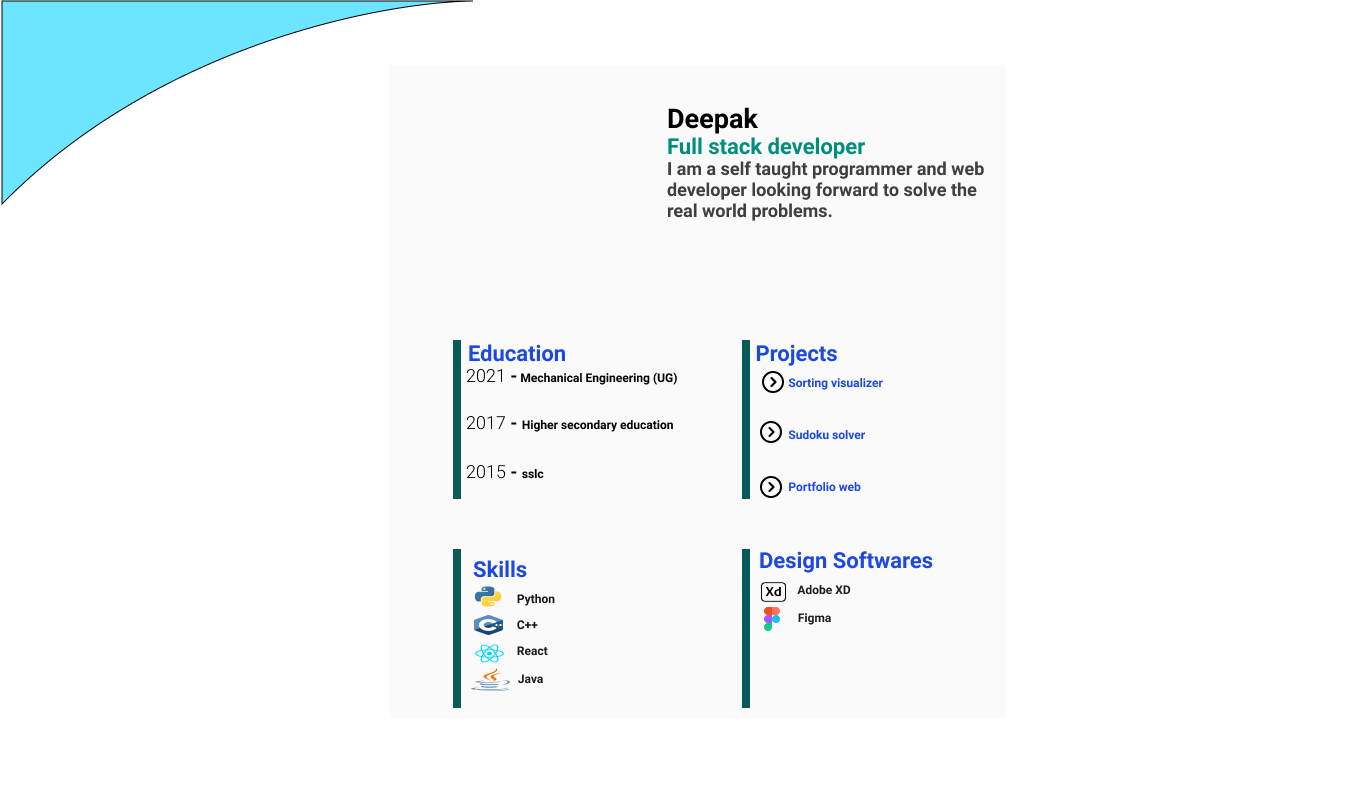 Deepak
Full stack developer
I am a self taught programmer and web
developer looking forward to solve the
real world problems.
Education
2021 - Mechanical Engineering (UG)
2017 - Higher secondary education
2015 - sslc
Projects
Sorting visualizer
Sudoku solver
Portfolio web
Skills
Python
C++
React
Java
Design Softwares
Xd Adobe XD
Figma